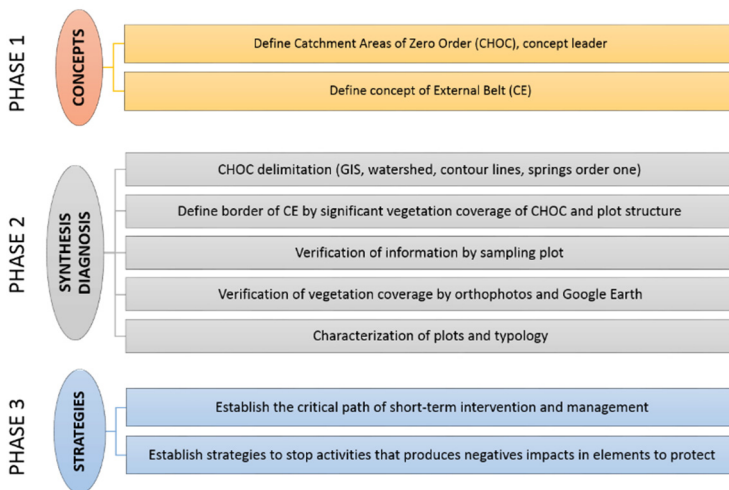 PHASE 1
CONCEPTS
Define Catchment Areas of Zero Order (CHOC), concept leader
Define concept of External Belt (CE)
PHASE 2
SYNTHESIS
DIAGNOSIS
CHOC delimitation (GIS, watershed, contour lines, springs order one)
Define border of CE by significant vegetation coverage of CHOC and plot structure
Verification of information by sampling plot
Verification of vegetation coverage by orthophotos and Google Earth
Characterization of plots and typology
PHASE 3
STRATEGIES
Establish the critical path of short-term intervention and management
Establish strategies to stop activities that produces negatives impacts in elements to protect